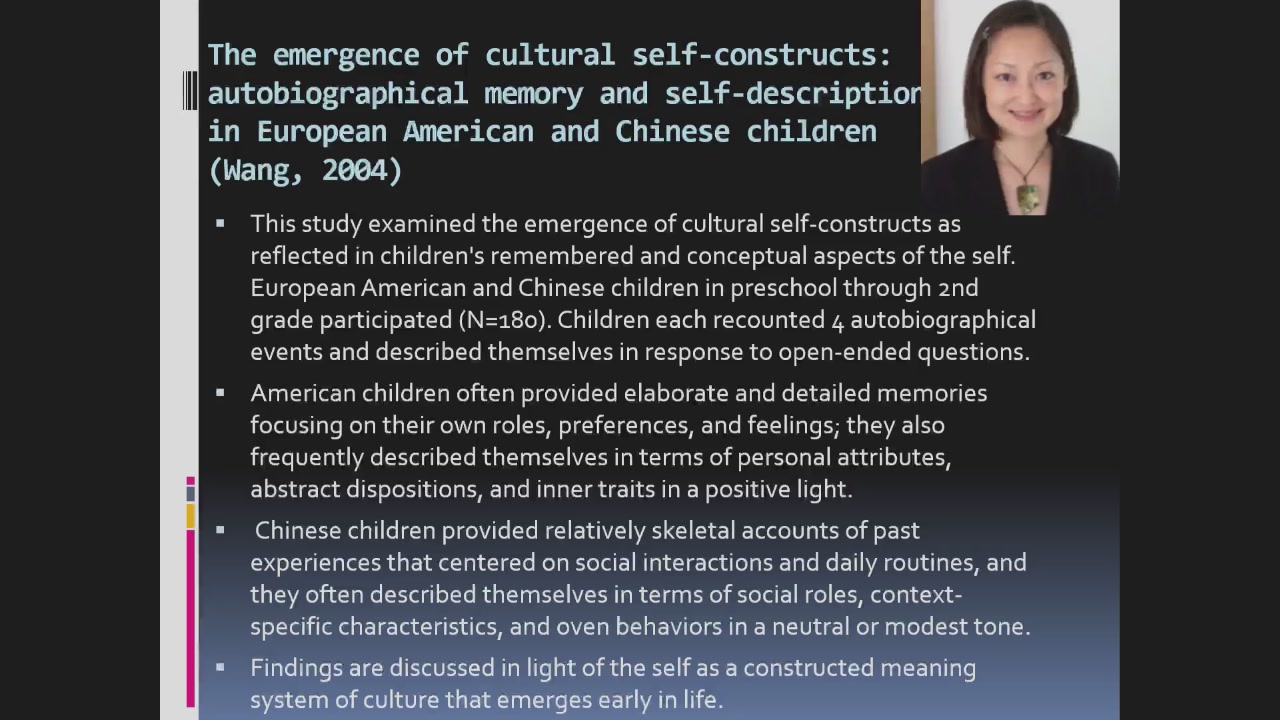 The emergence of cultural self-constructs:
autobiographical memory and self-description
in European American and Chinese children
(Wang, 2004)
▪ This study examined the emergence of cultural self-constructs as
reflected in children's remembered and conceptual aspects of the self.
European American and Chinese children in preschool through 2nd
grade participated (N=180). Children each recounted 4 autobiographical
events and described themselves in response to open-ended questions.
▪ American children often provided elaborate and detailed memories
focusing on their own roles, preferences, and feelings; they also
frequently described themselves in terms of personal attributes,
abstract dispositions, and inner traits in a positive light.
▪ Chinese children provided relatively skeletal accounts of past
experiences that centered on social interactions and daily routines, and
they often described themselves in terms of social roles, context-
specific characteristics, and oven behaviors in a neutral or modest tone.
▪ Findings are discussed in light of the self as a constructed meaning
system of culture that emerges early in life.